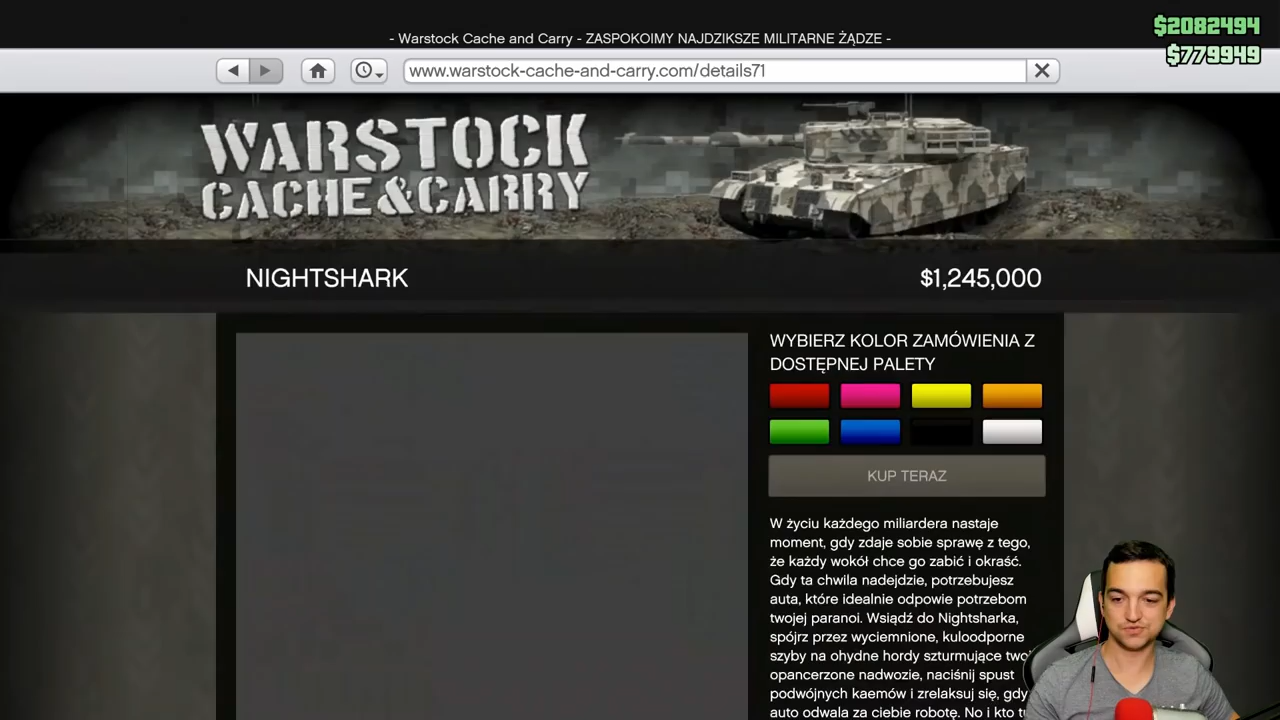 - Warstock Cache and Carry - ZASPOKOIMY NAJDZIKSZE MILITARNE ŻĄDZE -
$2082494
$779949
www.warstock-cache-and-carry.com/details71
WARSTOCK
CACHE&CARRY
NIGHTSHARK
$1,245,000
WYBIERZ KOLOR ZAMÓWIENIA Z
DOSTĘPNEJ PALETY
KUP TERAZ
W życiu każdego miliardera nastaje
moment, gdy zdaje sobie sprawę z tego,
że każdy wokół chce go zabić i okraść.
Gdy ta chwila nadejdzie, potrzebujesz
auta, które idealnie odpowie potrzebom
twojej paranoi. Wsiądź do Nightsharka,
spójrz przez wyciemnione, kuloodporne
szyby na ohydne hordy szturmujące
opancerzone nadwozie, naciśnij spust
podwójnych kaemów i zrelaksuj się, gdy
auto odwala za ciebie robotę. No i kto